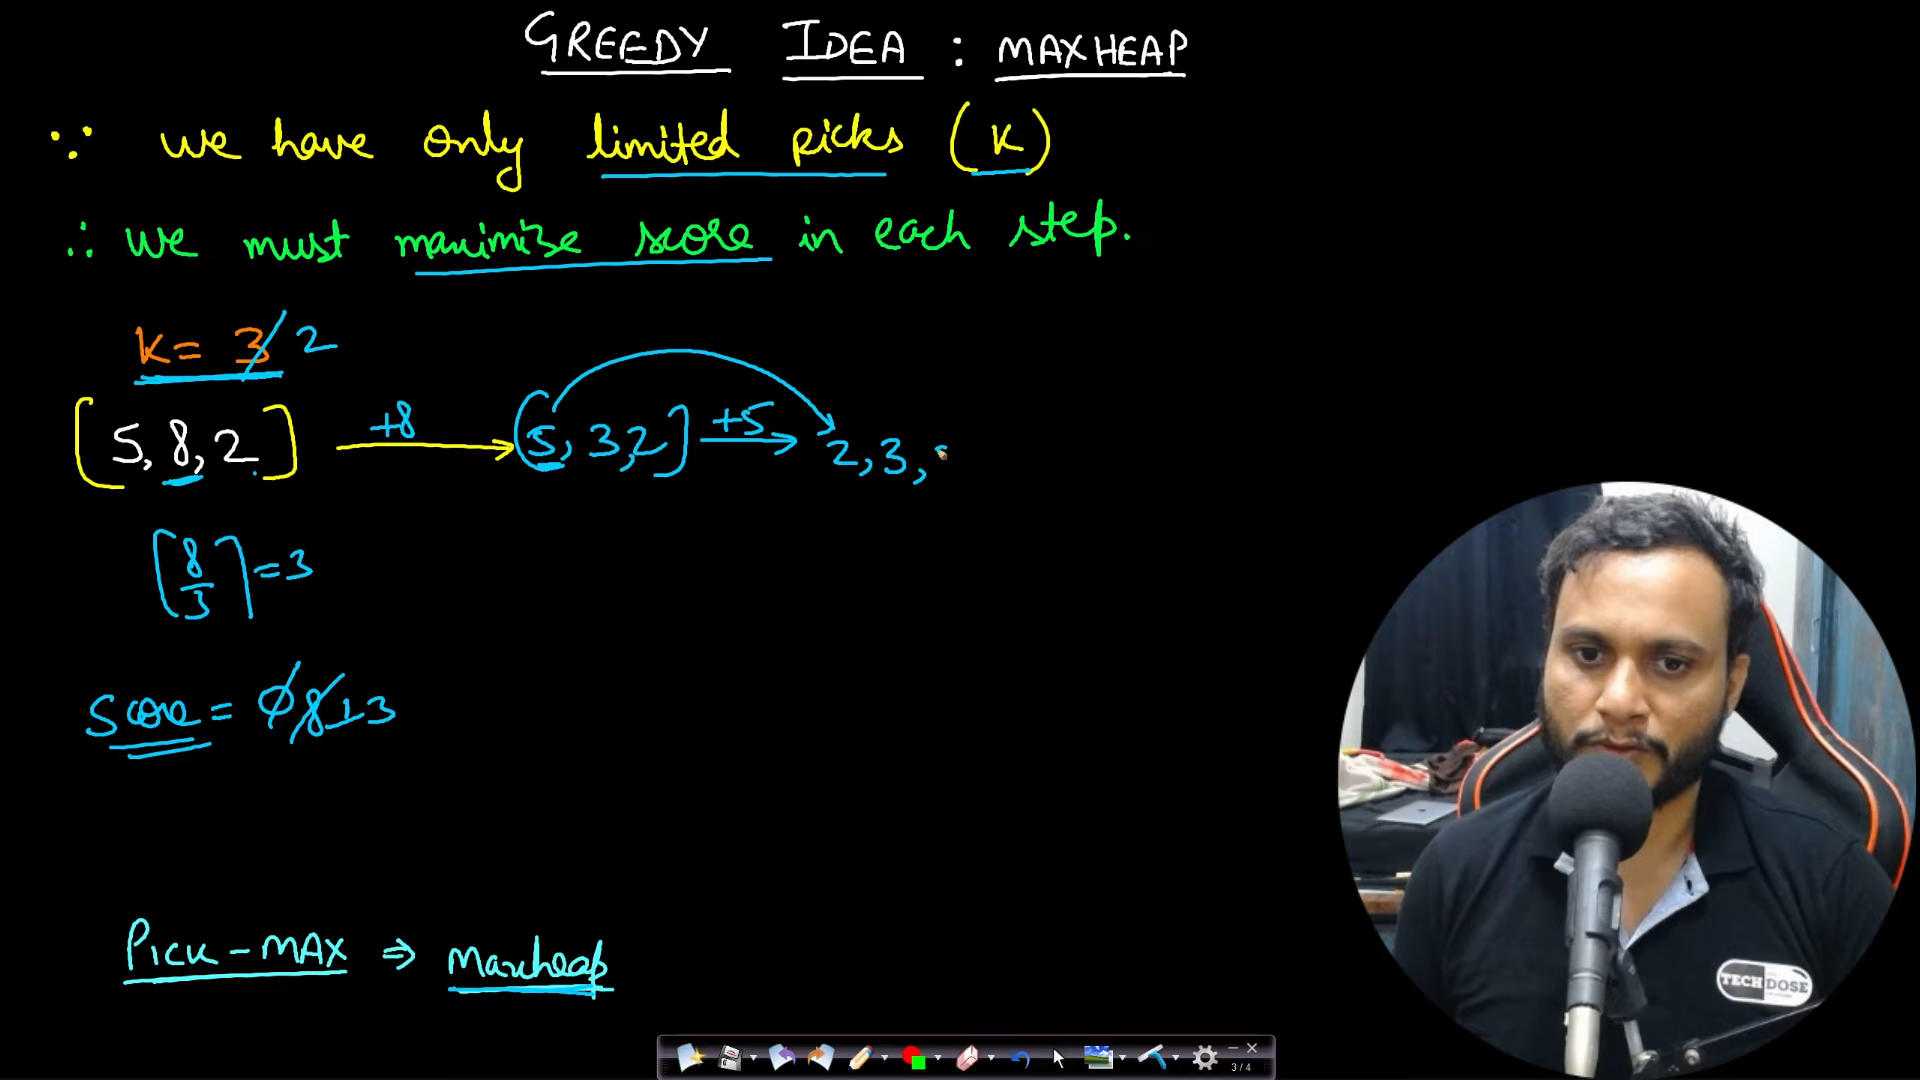 GREEDY IDEA : MAXHEAP
∵ we have only limited picks (K)
∴ we must maximize score in each step.
K= 3 2
[5, 8, 2] +8 [5, 3, 2] +5 2, 3,
⌈8/3⌉ = 3
Score = 0 8 13
PICK-MAX ⇒ Maxheap
TECH DOSE
3 / 4